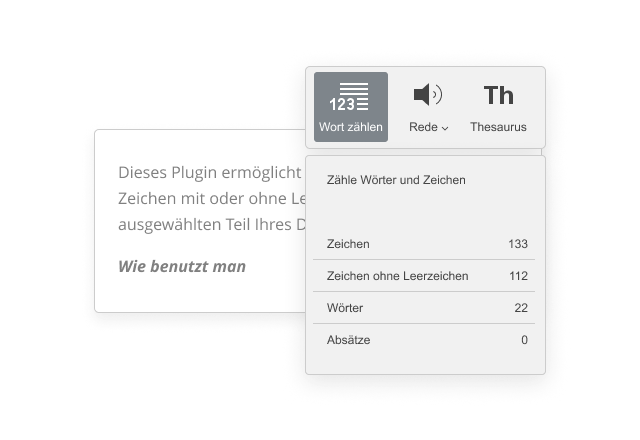 123
Wort zählen
Rede
Th
Thesaurus
Dieses Plugin ermöglicht
Zeichen mit oder ohne
ausgewählten Teil Ihres
Wie benutzt man
Zähle Wörter und Zeichen
Zeichen 133
Zeichen ohne Leerzeichen 112
Wörter 22
Absätze 0